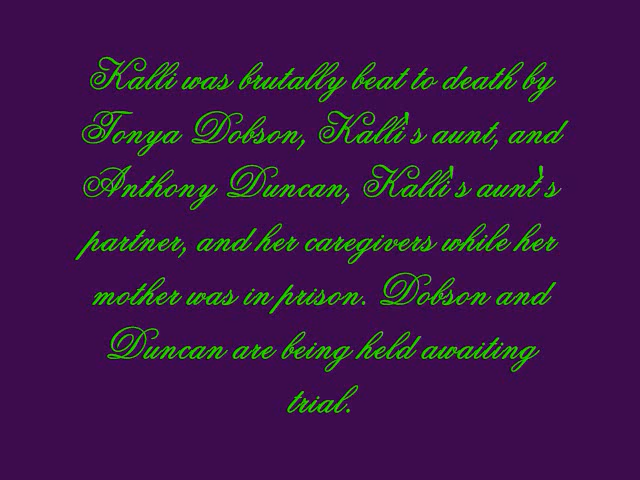 Kalli was brutally beat to death by
Tonya Dobson, Kalli's aunt, and
Anthony Duncan, Kalli's aunt's
partner, and her caregivers while her
mother was in prison. Dobson and
Duncan are being held awaiting
trial.